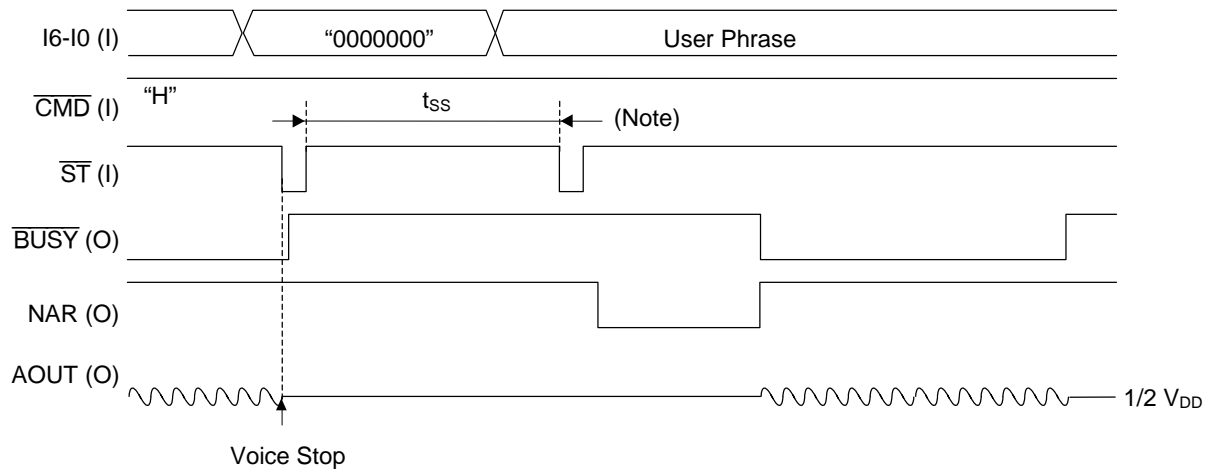 I6-I0 (I) “0000000” User Phrase
CMD (I) “H” tSS (Note)
ST (I)
BUSY (O)
NAR (O)
AOUT (O) 1/2 VDD
Voice Stop